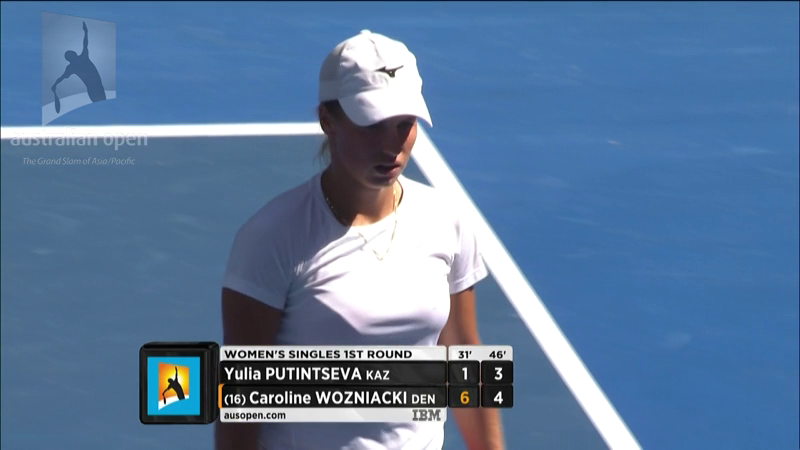 australian open
The Grand Slam of Asia/Pacific
WOMEN'S SINGLES 1ST ROUND 31' 46'
Yulia PUTINTSEVA KAZ 1 3
(16) Caroline WOZNIACKI DEN 6 4
ausopen.com IBM